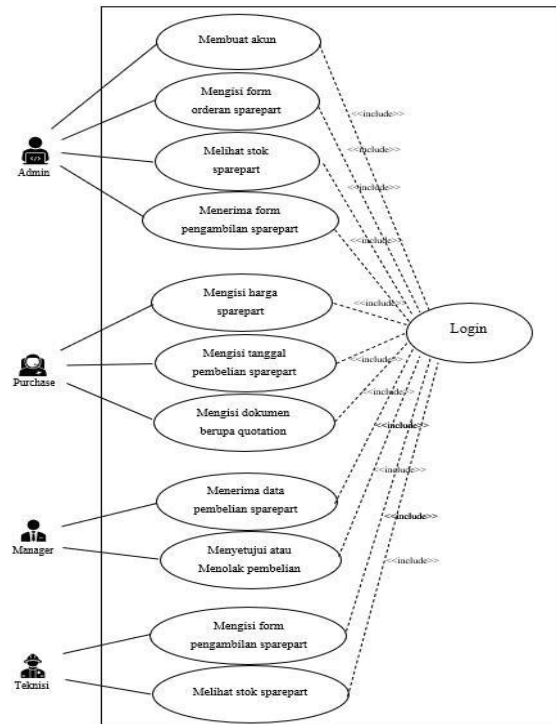 Membuat akun
Mengisi form
orderan sparepart
<<include>>
Melihat stok
sparepart
<<include>>
Admin
<<include>>
Menerima form
pengambilan sparepart
<<include>>
Mengisi harga
sparepart
<<include>>
Login
Mengisi tanggal
pembelian sparepart
<<include>>
Purchase
<<include>>
Mengisi dokumen
berupa quotation
<<include>>
Menerima data
pembelian sparepart
<<include>>
<<include>>
Manager
Menyetujui atau
Menolak pembelian
<<include>>
Mengisi form
pengambilan sparepart
Teknisi
Melihat stok sparepart